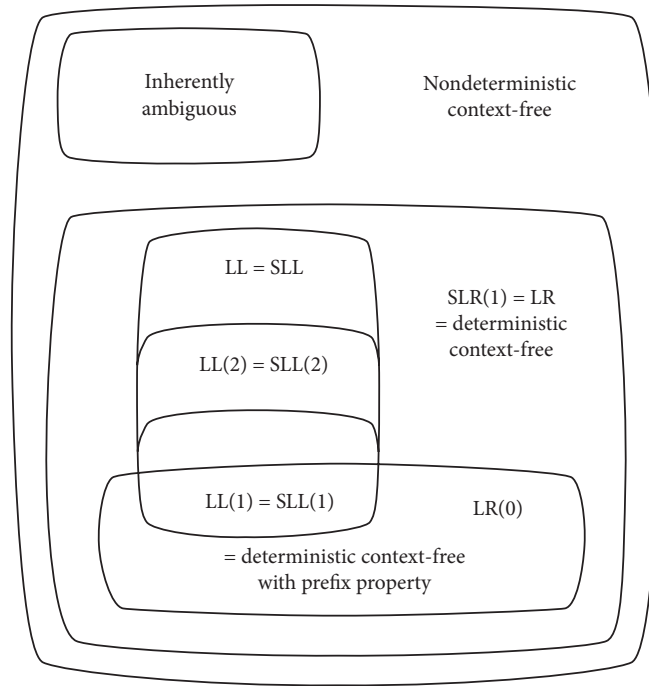 Inherently
ambiguous
Nondeterministic
context-free
LL = SLL
SLR(1) = LR
= deterministic
context-free
LL(2) = SLL(2)
LL(1) = SLL(1)
LR(0)
= deterministic context-free
with prefix property